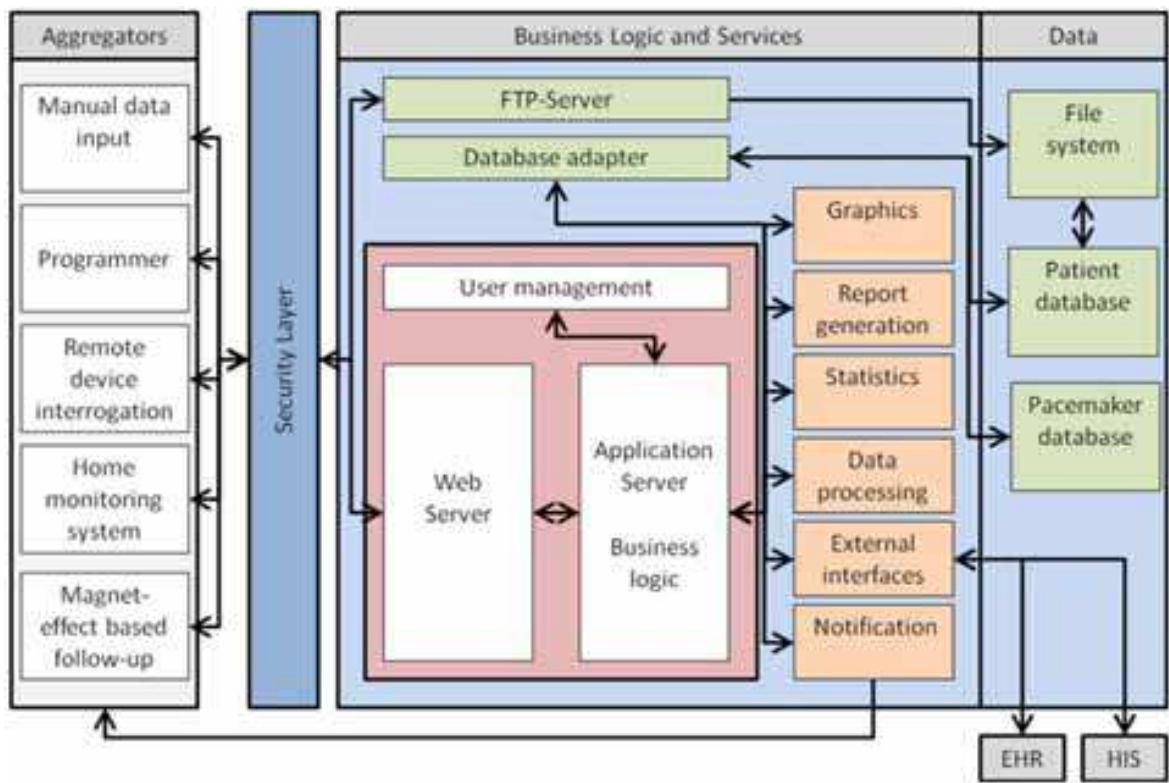 Aggregators
Manual data
input
Programmer
Remote
device
interrogation
Home
monitoring
system
Magnet-
effect based
follow-up
Security Layer
Business Logic and Services
FTP-Server
Database adapter
User management
Web
Server
Application
Server
Business
logic
Graphics
Report
generation
Statistics
Data
processing
External
interfaces
Notification
Data
File
system
Patient
database
Pacemaker
database
EHR
HIS